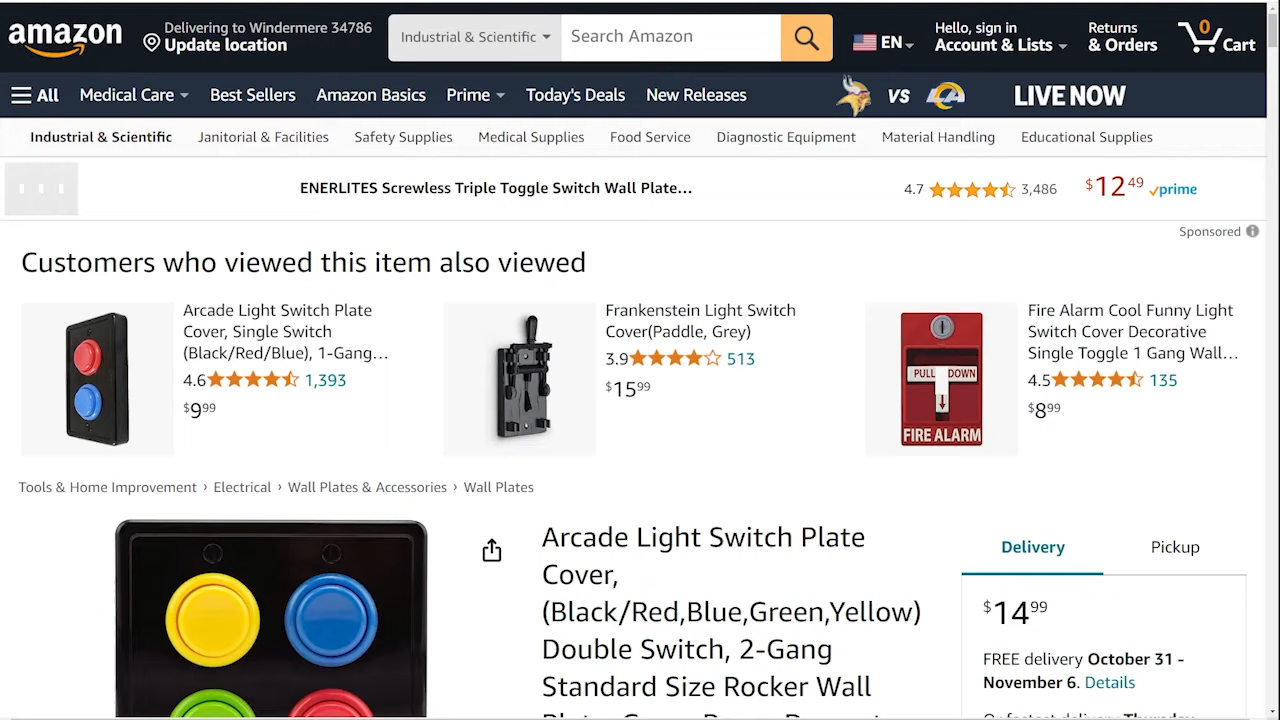 amazon
Delivering to Windermere 34786
Update location
Industrial & Scientific
Search Amazon
EN
Hello, sign in
Account & Lists
Returns
& Orders
0
Cart
All
Medical Care
Best Sellers
Amazon Basics
Prime
Today's Deals
New Releases
VS
LIVE NOW
Industrial & Scientific
Janitorial & Facilities
Safety Supplies
Medical Supplies
Food Service
Diagnostic Equipment
Material Handling
Educational Supplies
ENERLITES Screwless Triple Toggle Switch Wall Plate...
4.7
3,486
$12 49
prime
Sponsored
Customers who viewed this item also viewed
Arcade Light Switch Plate
Cover, Single Switch
(Black/Red/Blue), 1-Gang...
4.6
1,393
$9 99
Frankenstein Light Switch
Cover(Paddle, Grey)
3.9
513
$15 99
PULL DOWN
FIRE ALARM
Fire Alarm Cool Funny Light
Switch Cover Decorative
Single Toggle 1 Gang Wall...
4.5
135
$8 99
Tools & Home Improvement › Electrical › Wall Plates & Accessories › Wall Plates
Arcade Light Switch Plate
Cover,
(Black/Red,Blue,Green,Yellow)
Double Switch, 2-Gang
Standard Size Rocker Wall
Delivery
Pickup
$14 99
FREE delivery October 31 -
November 6. Details